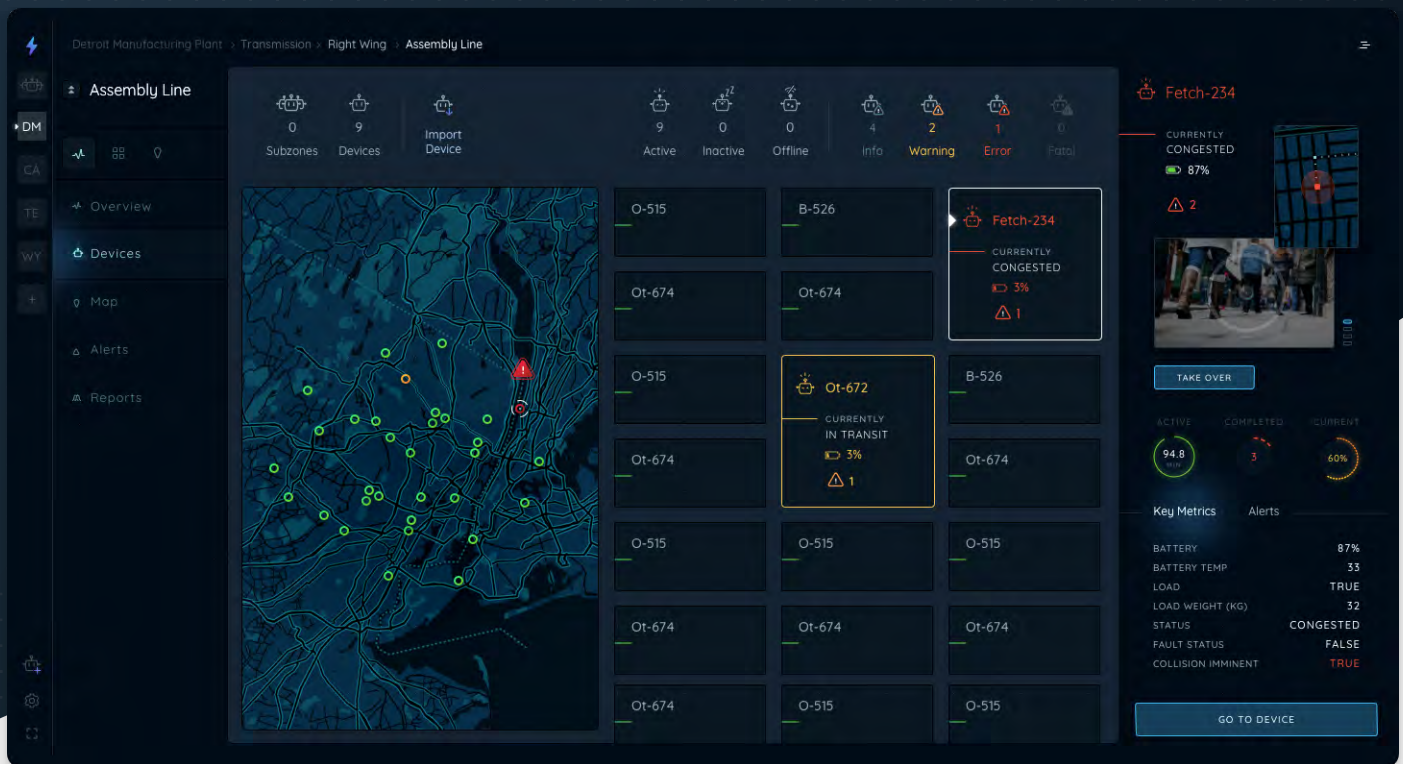 Detroit Manufacturing Plant > Transmission > Right Wing > Assembly Line
DM
CA
TE
WY
+
Assembly Line
Overview
Devices
Map
Alerts
Reports
0
Subzones
9
Devices
Import
Device
9
Active
0
Inactive
0
Offline
4
info
2
Warning
1
Error
0
Fatal
O-515
B-526
Fetch-234
CURRENTLY
CONGESTED
3%
1
Ot-674
Ot-674
O-515
Ot-672
CURRENTLY
IN TRANSIT
3%
1
B-526
Ot-674
Ot-674
O-515
O-515
O-515
Ot-674
Ot-674
Ot-674
Ot-674
O-515
O-515
Fetch-234
CURRENTLY
CONGESTED
87%
2
TAKE OVER
ACTIVE COMPLETED CURRENT
94.8 3 60%
MIN
Key Metrics Alerts
BATTERY 87%
BATTERY TEMP 33
LOAD TRUE
LOAD WEIGHT (KG) 32
STATUS CONGESTED
FAULT STATUS FALSE
COLLISION IMMINENT TRUE
GO TO DEVICE